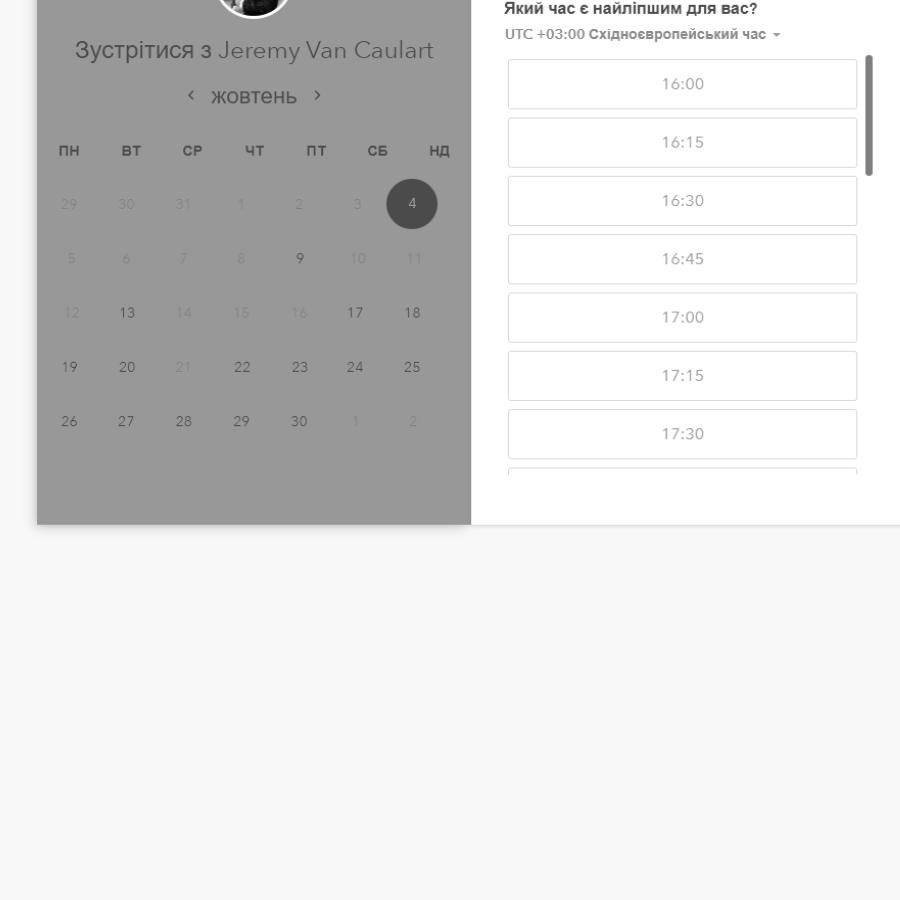 Зустрітися з Jeremy Van Caulart
жовтень
ПН ВТ СР ЧТ ПТ СБ НД
29 30 31 1 2 3 4
5 6 7 8 9 10 11
12 13 14 15 16 17 18
19 20 21 22 23 24 25
26 27 28 29 30 1 2
Який час є найліпшим для вас?
UTC +03:00 Східноєвропейський час
16:00
16:15
16:30
16:45
17:00
17:15
17:30